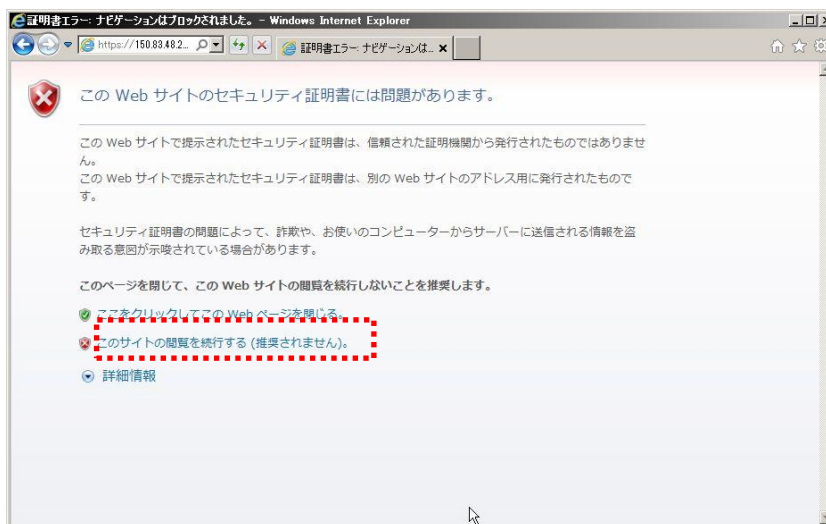 証明書エラー: ナビゲーションはブロックされました。 - Windows Internet Explorer
https://150.83.48.2...
証明書エラー: ナビゲーションは...
この Web サイトのセキュリティ証明書には問題があります。
この Web サイトで提示されたセキュリティ証明書は、信頼された証明機関から発行されたものではありませ
ん。
この Web サイトで提示されたセキュリティ証明書は、別の Web サイトのアドレス用に発行されたもので
す。
セキュリティ証明書の問題によって、詐欺や、お使いのコンピューターからサーバーに送信される情報を盗
み取る意図が示唆されている場合があります。
このページを閉じて、この Web サイトの閲覧を続行しないことを推奨します。
ここをクリックしてこの Web ページを閉じる。
このサイトの閲覧を続行する (推奨されません)。
詳細情報